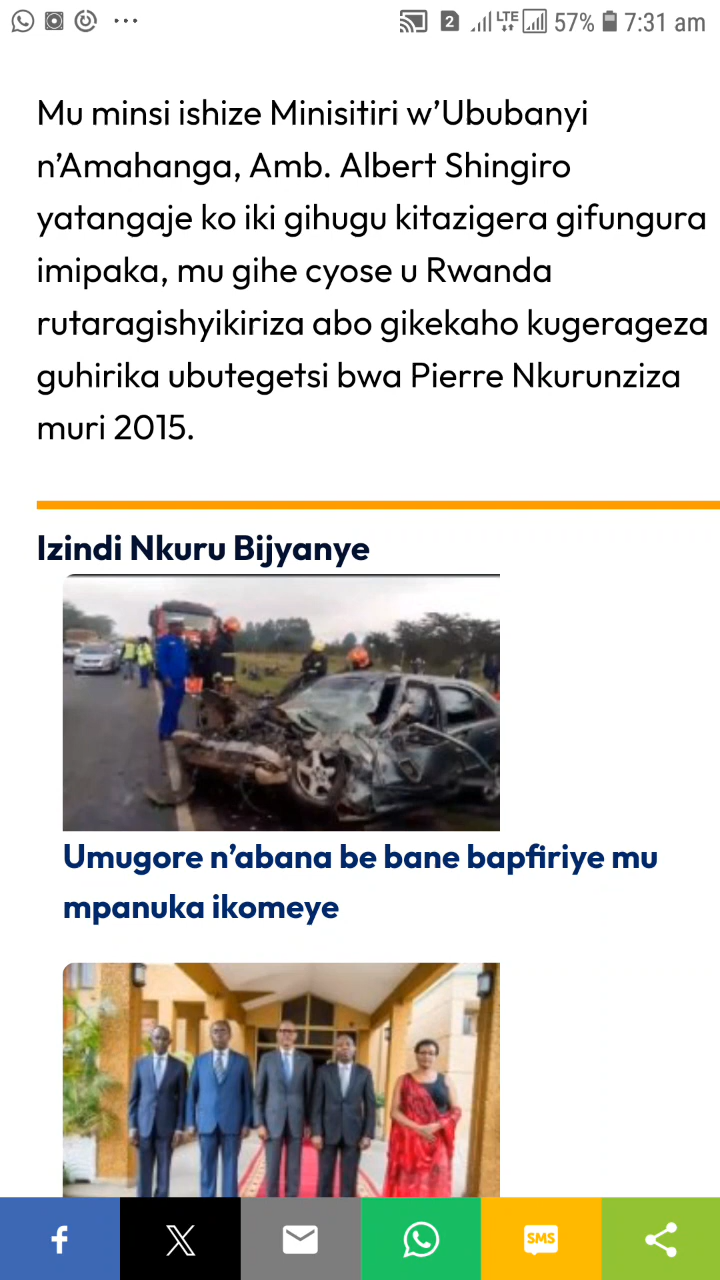 2 LTE 57% 7:31 am
Mu minsi ishize Minisitiri w’Ububanyi
n’Amahanga, Amb. Albert Shingiro
yatangaje ko iki gihugu kitazigera gifungura
imipaka, mu gihe cyose u Rwanda
rutaragishyikiriza abo gikekaho kugerageza
guhirika ubutegetsi bwa Pierre Nkurunziza
muri 2015.
Izindi Nkuru Bijyanye
Umugore n’abana be bane bapfiriye mu
mpanuka ikomeye
SMS